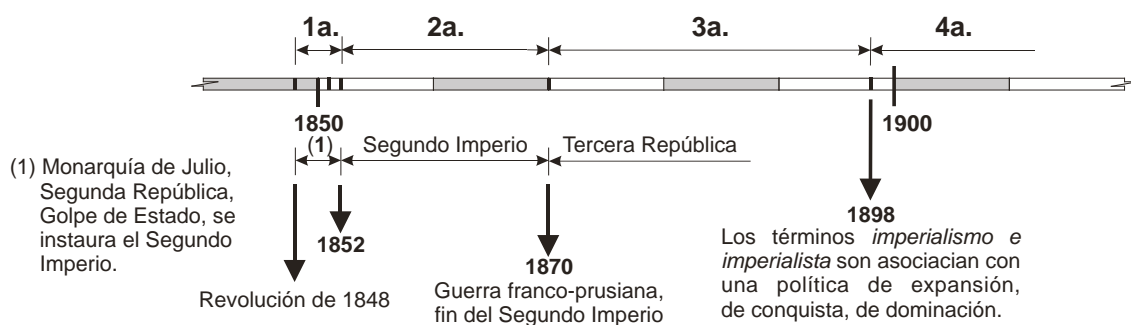 1a.
2a.
3a.
4a.
1850
1900
(1)
Segundo Imperio
Tercera República
(1) Monarquía de Julio,
Segunda República,
Golpe de Estado, se
instaura el Segundo
Imperio.
1852
1898
Los términos imperialismo e
imperialista son asociacian con
una política de expansión,
de conquista, de dominación.
1870
Guerra franco-prusiana,
fin del Segundo Imperio
Revolución de 1848